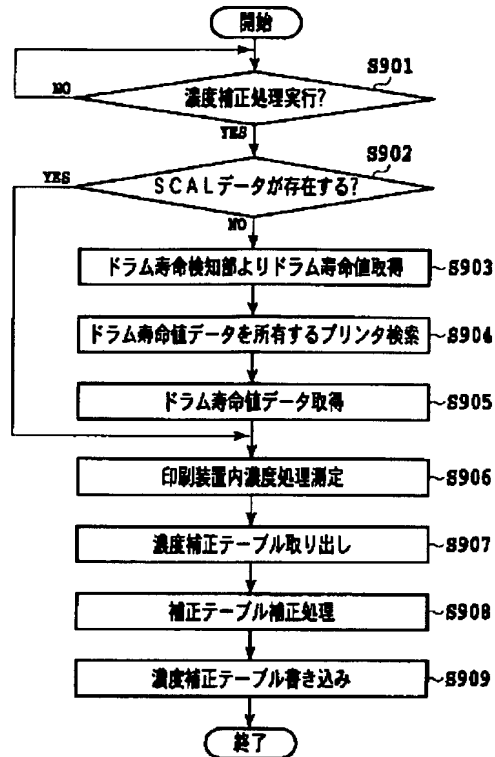 開始
S901
濃度補正処理実行?
NO
YES
S902
SCALデータが存在する?
YES
NO
ドラム寿命検知部よりドラム寿命値取得
S903
ドラム寿命値データを所有するプリンタ検索
S904
ドラム寿命値データ取得
S905
印刷装置内濃度処理測定
S906
濃度補正テーブル取り出し
S907
補正テーブル補正処理
S908
濃度補正テーブル書き込み
S909
終了